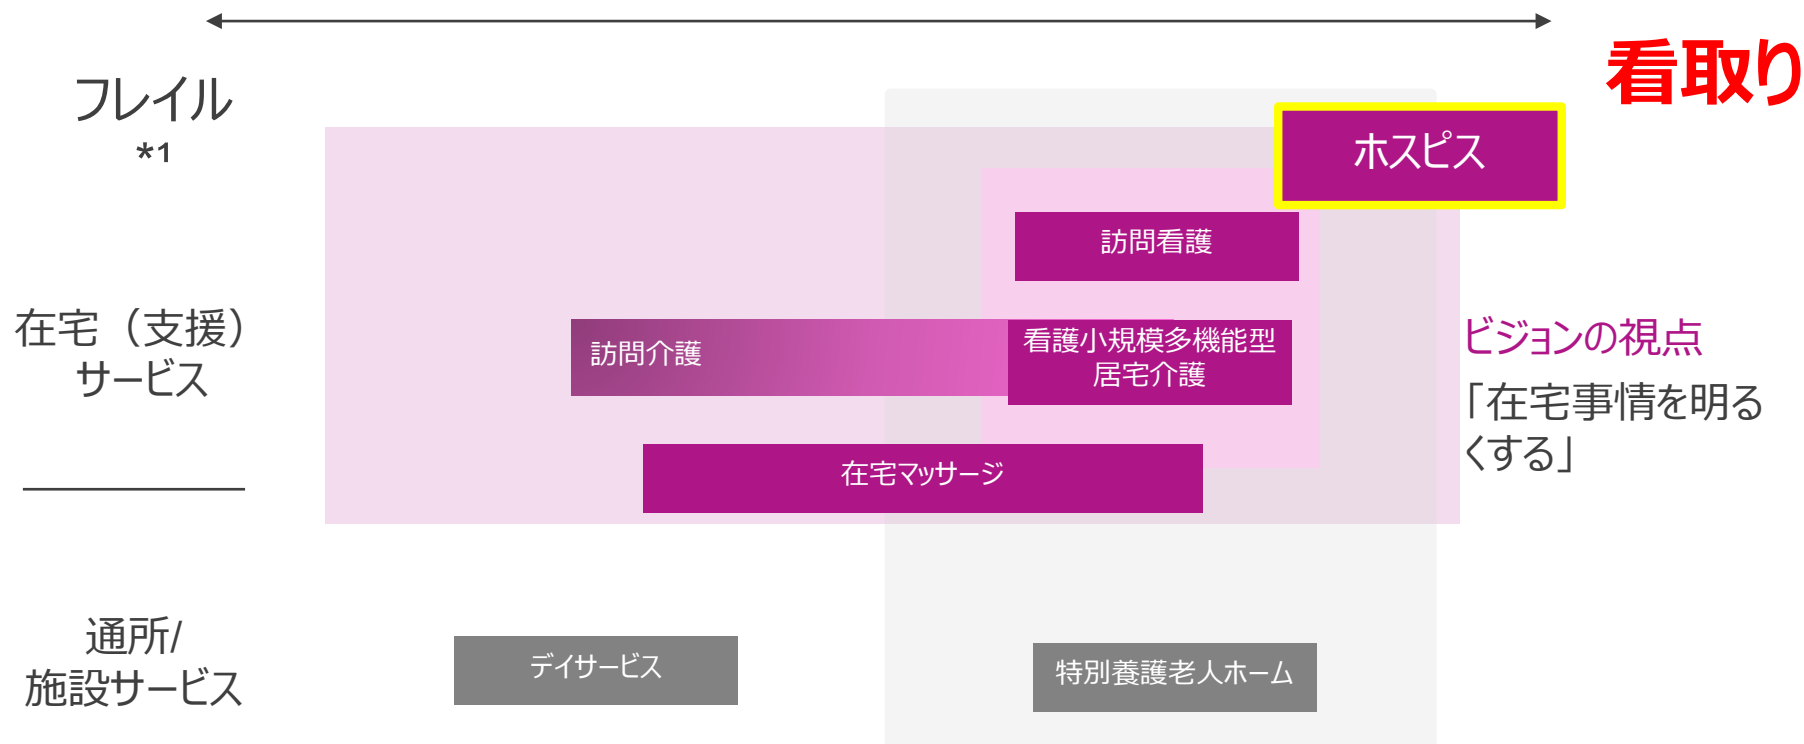 看取り
フレイル
*1
ホスピス
訪問看護
在宅（支援）
サービス
訪問介護
看護小規模多機能型
居宅介護
ビジョンの視点
「在宅事情を明る
くする」
在宅マッサージ
通所/
施設サービス
デイサービス
特別養護老人ホーム